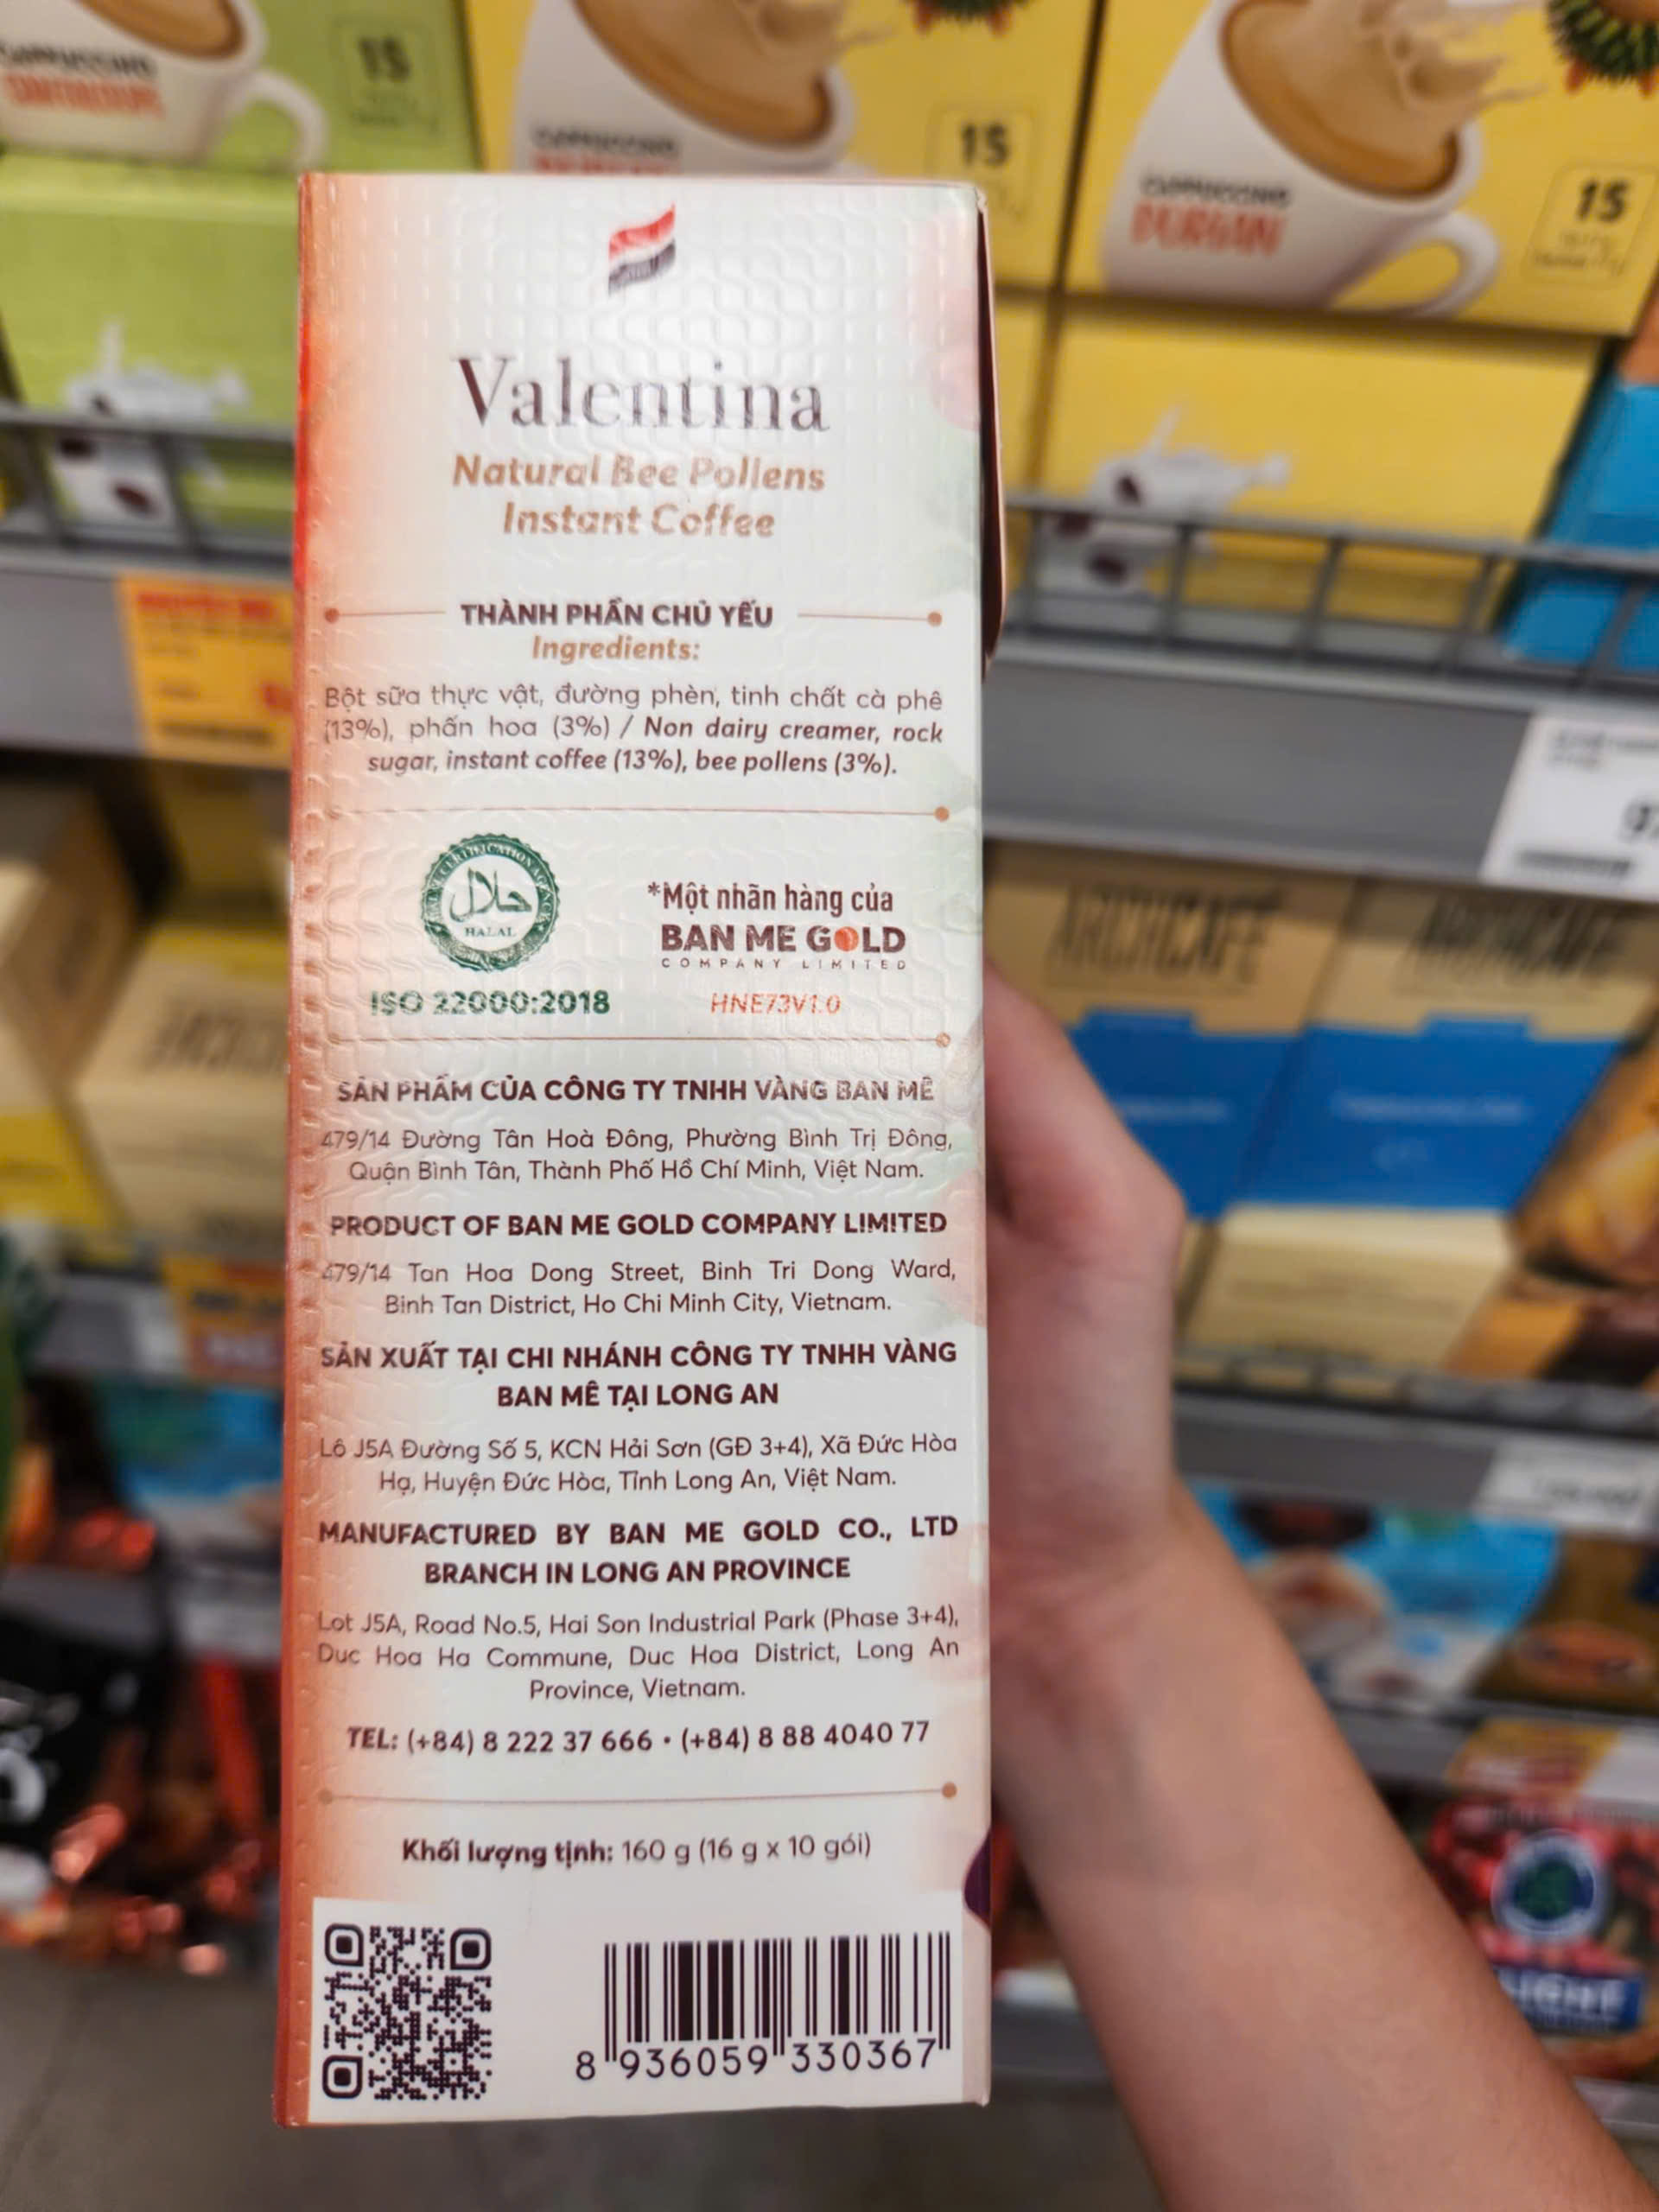 CAPPUCCINO
15
CAPPUCCINO
15
CAPPUCCINO
DURIAN
15
Valentina
Natural Bee Pollens
Instant Coffee
THÀNH PHẦN CHỦ YẾU
Ingredients:
Bột sữa thực vật, đường phèn, tinh chất cà phê
(13%), phấn hoa (3%) / Non dairy creamer, rock
sugar, instant coffee (13%), bee pollens (3%).
حلال
HALAL
*Một nhãn hàng của
BAN ME GOLD
COMPANY LIMITED
ISO 22000:2018
HNE73V1.0
SẢN PHẨM CỦA CÔNG TY TNHH VÀNG BAN MÊ
479/14 Đường Tân Hoà Đông, Phường Bình Trị Đông,
Quận Bình Tân, Thành Phố Hồ Chí Minh, Việt Nam.
PRODUCT OF BAN ME GOLD COMPANY LIMITED
479/14 Tan Hoa Dong Street, Binh Tri Dong Ward,
Binh Tan District, Ho Chi Minh City, Vietnam.
SẢN XUẤT TẠI CHI NHÁNH CÔNG TY TNHH VÀNG
BAN MÊ TẠI LONG AN
Lô J5A Đường Số 5, KCN Hải Sơn (GĐ 3+4), Xã Đức Hòa
Hạ, Huyện Đức Hòa, Tỉnh Long An, Việt Nam.
MANUFACTURED BY BAN ME GOLD CO., LTD
BRANCH IN LONG AN PROVINCE
Lot J5A, Road No.5, Hai Son Industrial Park (Phase 3+4),
Duc Hoa Ha Commune, Duc Hoa District, Long An
Province, Vietnam.
TEL: (+84) 8 222 37 666 • (+84) 8 88 4040 77
Khối lượng tịnh: 160 g (16 g x 10 gói)
8 936059 330367
ARCHCAFÉ